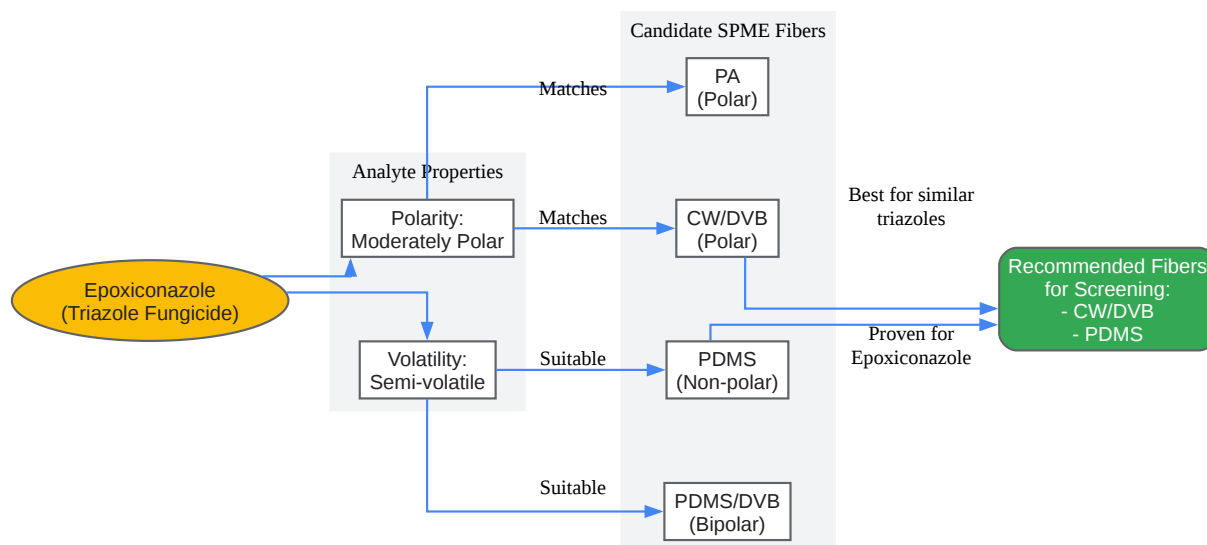 Candidate SPME Fibers
PA
(Polar)
Matches
Analyte Properties
Polarity:
Moderately Polar
Matches
CW/DVB
(Polar)
Best for similar
triazoles
Epoxiconazole
(Triazole Fungicide)
Recommended Fibers
for Screening:
- CW/DVB
- PDMS
Volatility:
Semi-volatile
Suitable
PDMS
(Non-polar)
Proven for
Epoxiconazole
Suitable
PDMS/DVB
(Bipolar)